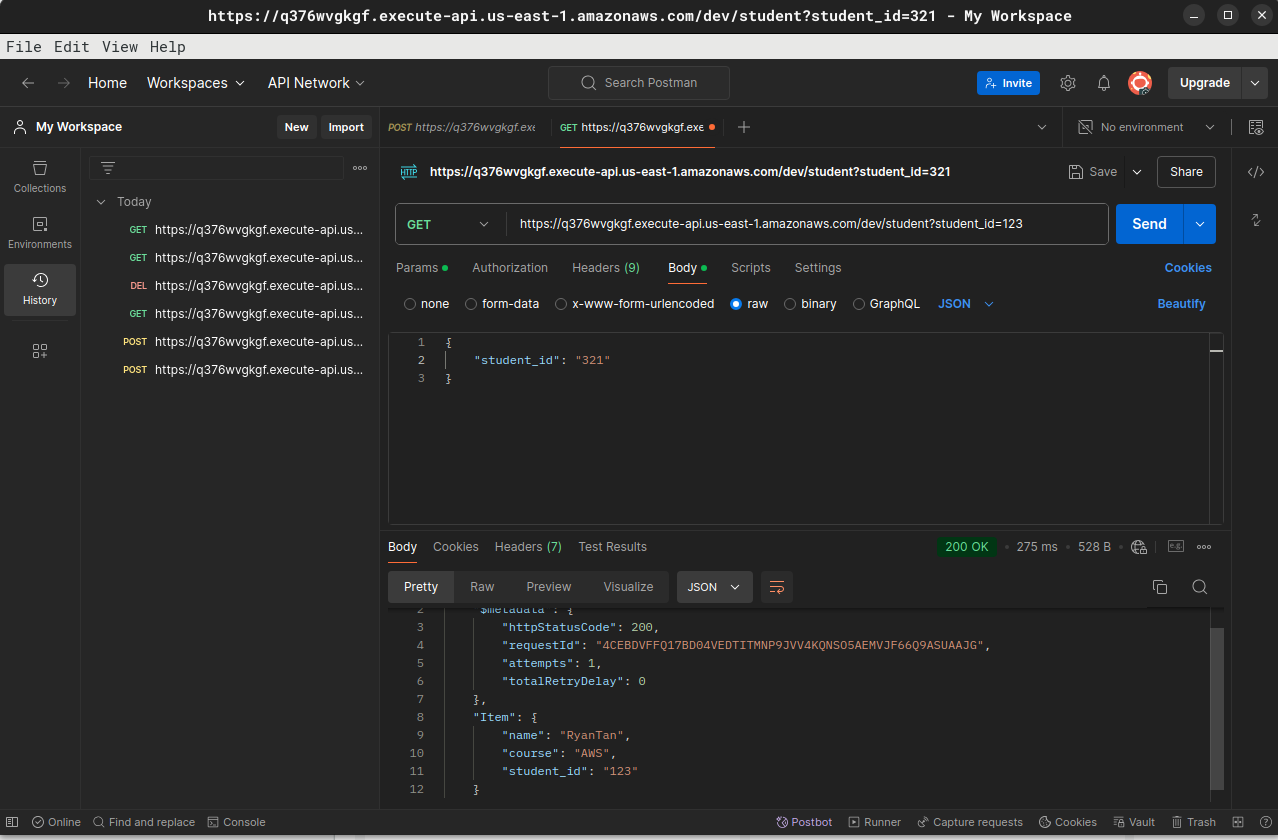 https://q376wvgkgf.execute-api.us-east-1.amazonaws.com/dev/student?student_id=321 - My Workspace
File Edit View Help
Home Workspaces API Network Search Postman Invite Upgrade
My Workspace New Import POST https://q376wvgkgf.exe GET https://q376wvgkgf.exe No environment
Collections
Environments
History
Today
GET https://q376wvgkgf.execute-api.us...
GET https://q376wvgkgf.execute-api.us...
DEL https://q376wvgkgf.execute-api.us...
GET https://q376wvgkgf.execute-api.us...
POST https://q376wvgkgf.execute-api.us...
POST https://q376wvgkgf.execute-api.us...
HTTP https://q376wvgkgf.execute-api.us-east-1.amazonaws.com/dev/student?student_id=321 Save Share
GET https://q376wvgkgf.execute-api.us-east-1.amazonaws.com/dev/student?student_id=123 Send
Params Authorization Headers (9) Body Scripts Settings Cookies
none form-data x-www-form-urlencoded raw binary GraphQL JSON Beautify
1 {
2 "student_id": "321"
3 }
Body Cookies Headers (7) Test Results 200 OK 275 ms 528 B e.g.
Pretty Raw Preview Visualize JSON
2 "$metadata": {
3 "httpStatusCode": 200,
4 "requestId": "4CEBDVFFQ17BD04VEDTITMNP9JVV4KQNSO5AEMVJF66Q9ASUAAJG",
5 "attempts": 1,
6 "totalRetryDelay": 0
7 },
8 "Item": {
9 "name": "RyanTan",
10 "course": "AWS",
11 "student_id": "123"
12 }
Online Find and replace Console Postbot Runner Capture requests Cookies Vault Trash